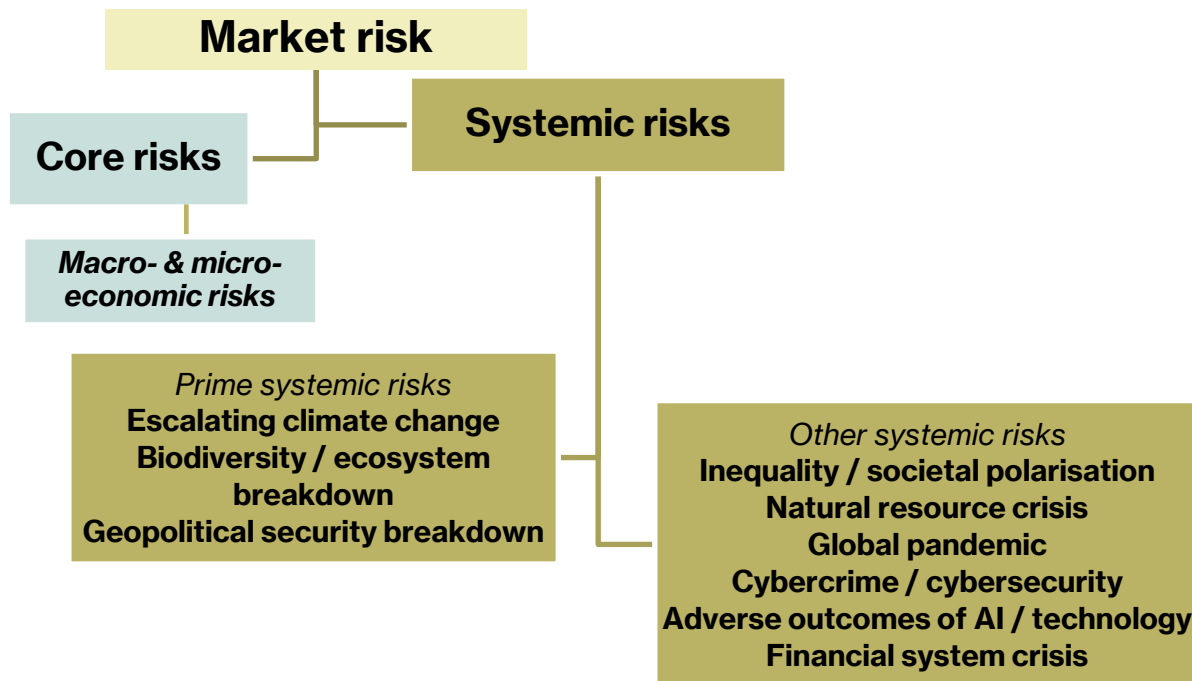 Market risk
Systemic risks
Core risks
Macro- & micro-
economic risks
Prime systemic risks
Escalating climate change
Biodiversity / ecosystem
breakdown
Geopolitical security breakdown
Other systemic risks
Inequality / societal polarisation
Natural resource crisis
Global pandemic
Cybercrime / cybersecurity
Adverse outcomes of AI / technology
Financial system crisis